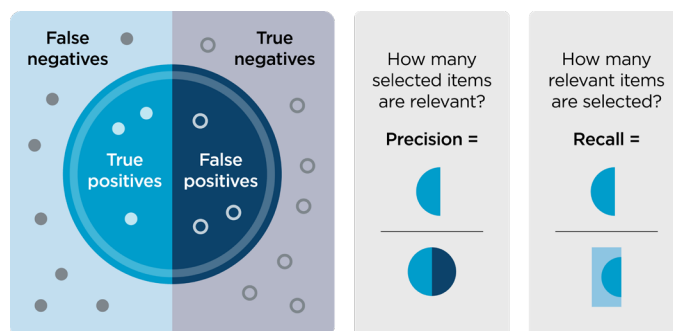 False
negatives
True
negatives
True
positives
False
positives
How many
selected items
are relevant?
Precision =
How many
relevant items
are selected?
Recall =